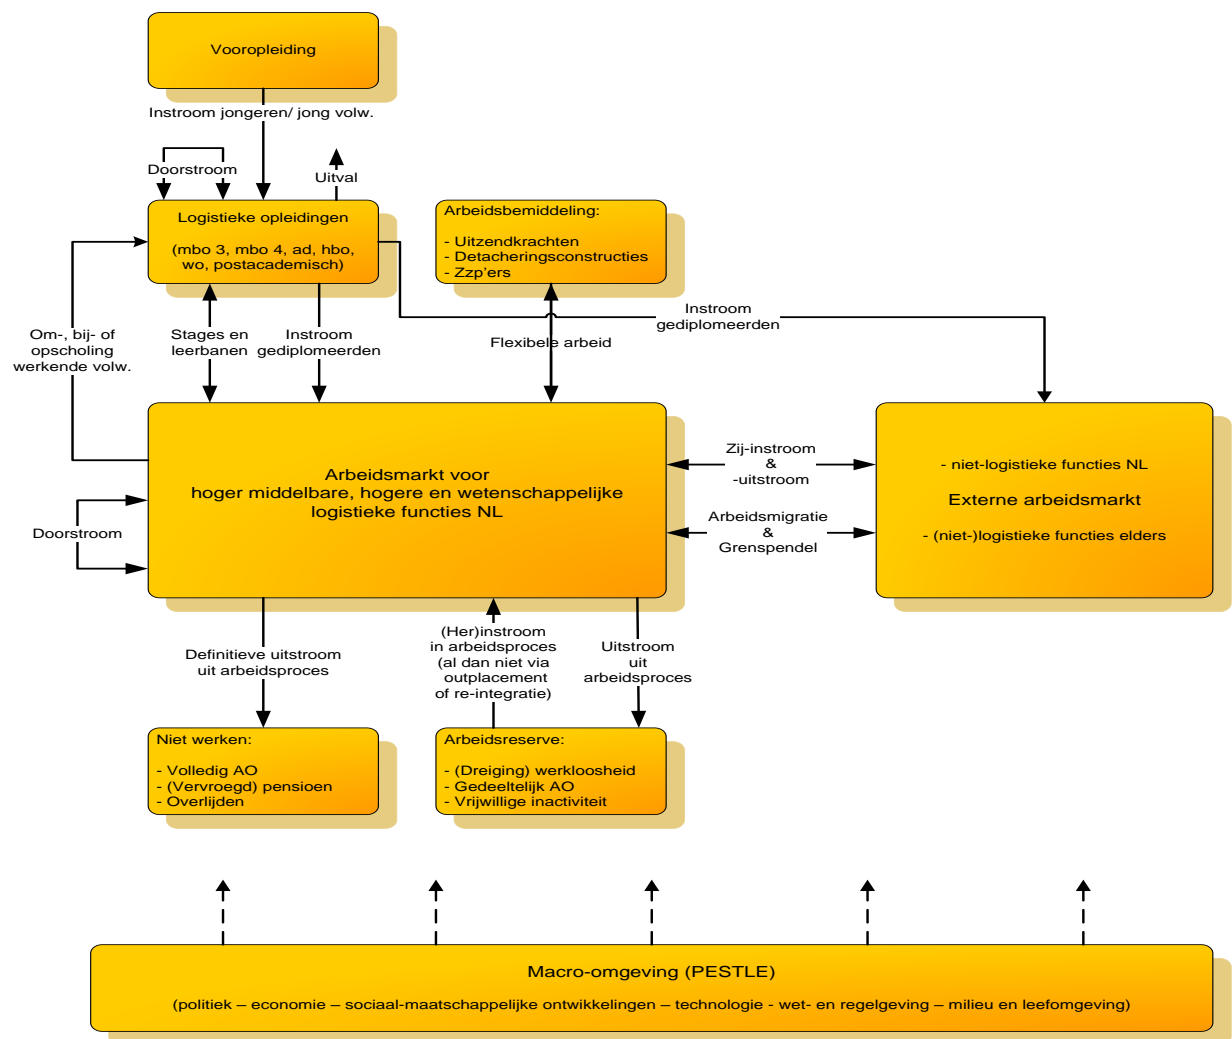 Vooropleiding
Instroom jongeren/ jong volw.
Doorstroom
Uitval
Logistieke opleidingen
(mbo 3, mbo 4, ad, hbo,
wo, postacademisch)
Arbeidsbemiddeling:
- Uitzendkrachten
- Detacheringsconstructies
- Zzp'ers
Om-, bij- of
opscholing
werkende volw.
Stages en
leerbanen
Instroom
gediplomeerden
Flexibele arbeid
Instroom
gediplomeerden
Arbeidsmarkt voor
hoger middelbare, hogere en wetenschappelijke
logistieke functies NL
Doorstroom
Zij-instroom
&
-uitstroom
Arbeidsmigratie
&
Grenspendel
- niet-logistieke functies NL
Externe arbeidsmarkt
- (niet-)logistieke functies elders
Definitieve uitstroom
uit arbeidsproces
(Her)instroom
in arbeidsproces
(al dan niet via
outplacement
of re-integratie)
Uitstroom
uit
arbeidsproces
Niet werken:
- Volledig AO
- (Vervroegd) pensioen
- Overlijden
Arbeidsreserve:
- (Dreiging) werkloosheid
- Gedeeltelijk AO
- Vrijwillige inactiviteit
Macro-omgeving (PESTLE)
(politiek – economie – sociaal-maatschappelijke ontwikkelingen – technologie - wet- en regelgeving – milieu en leefomgeving)